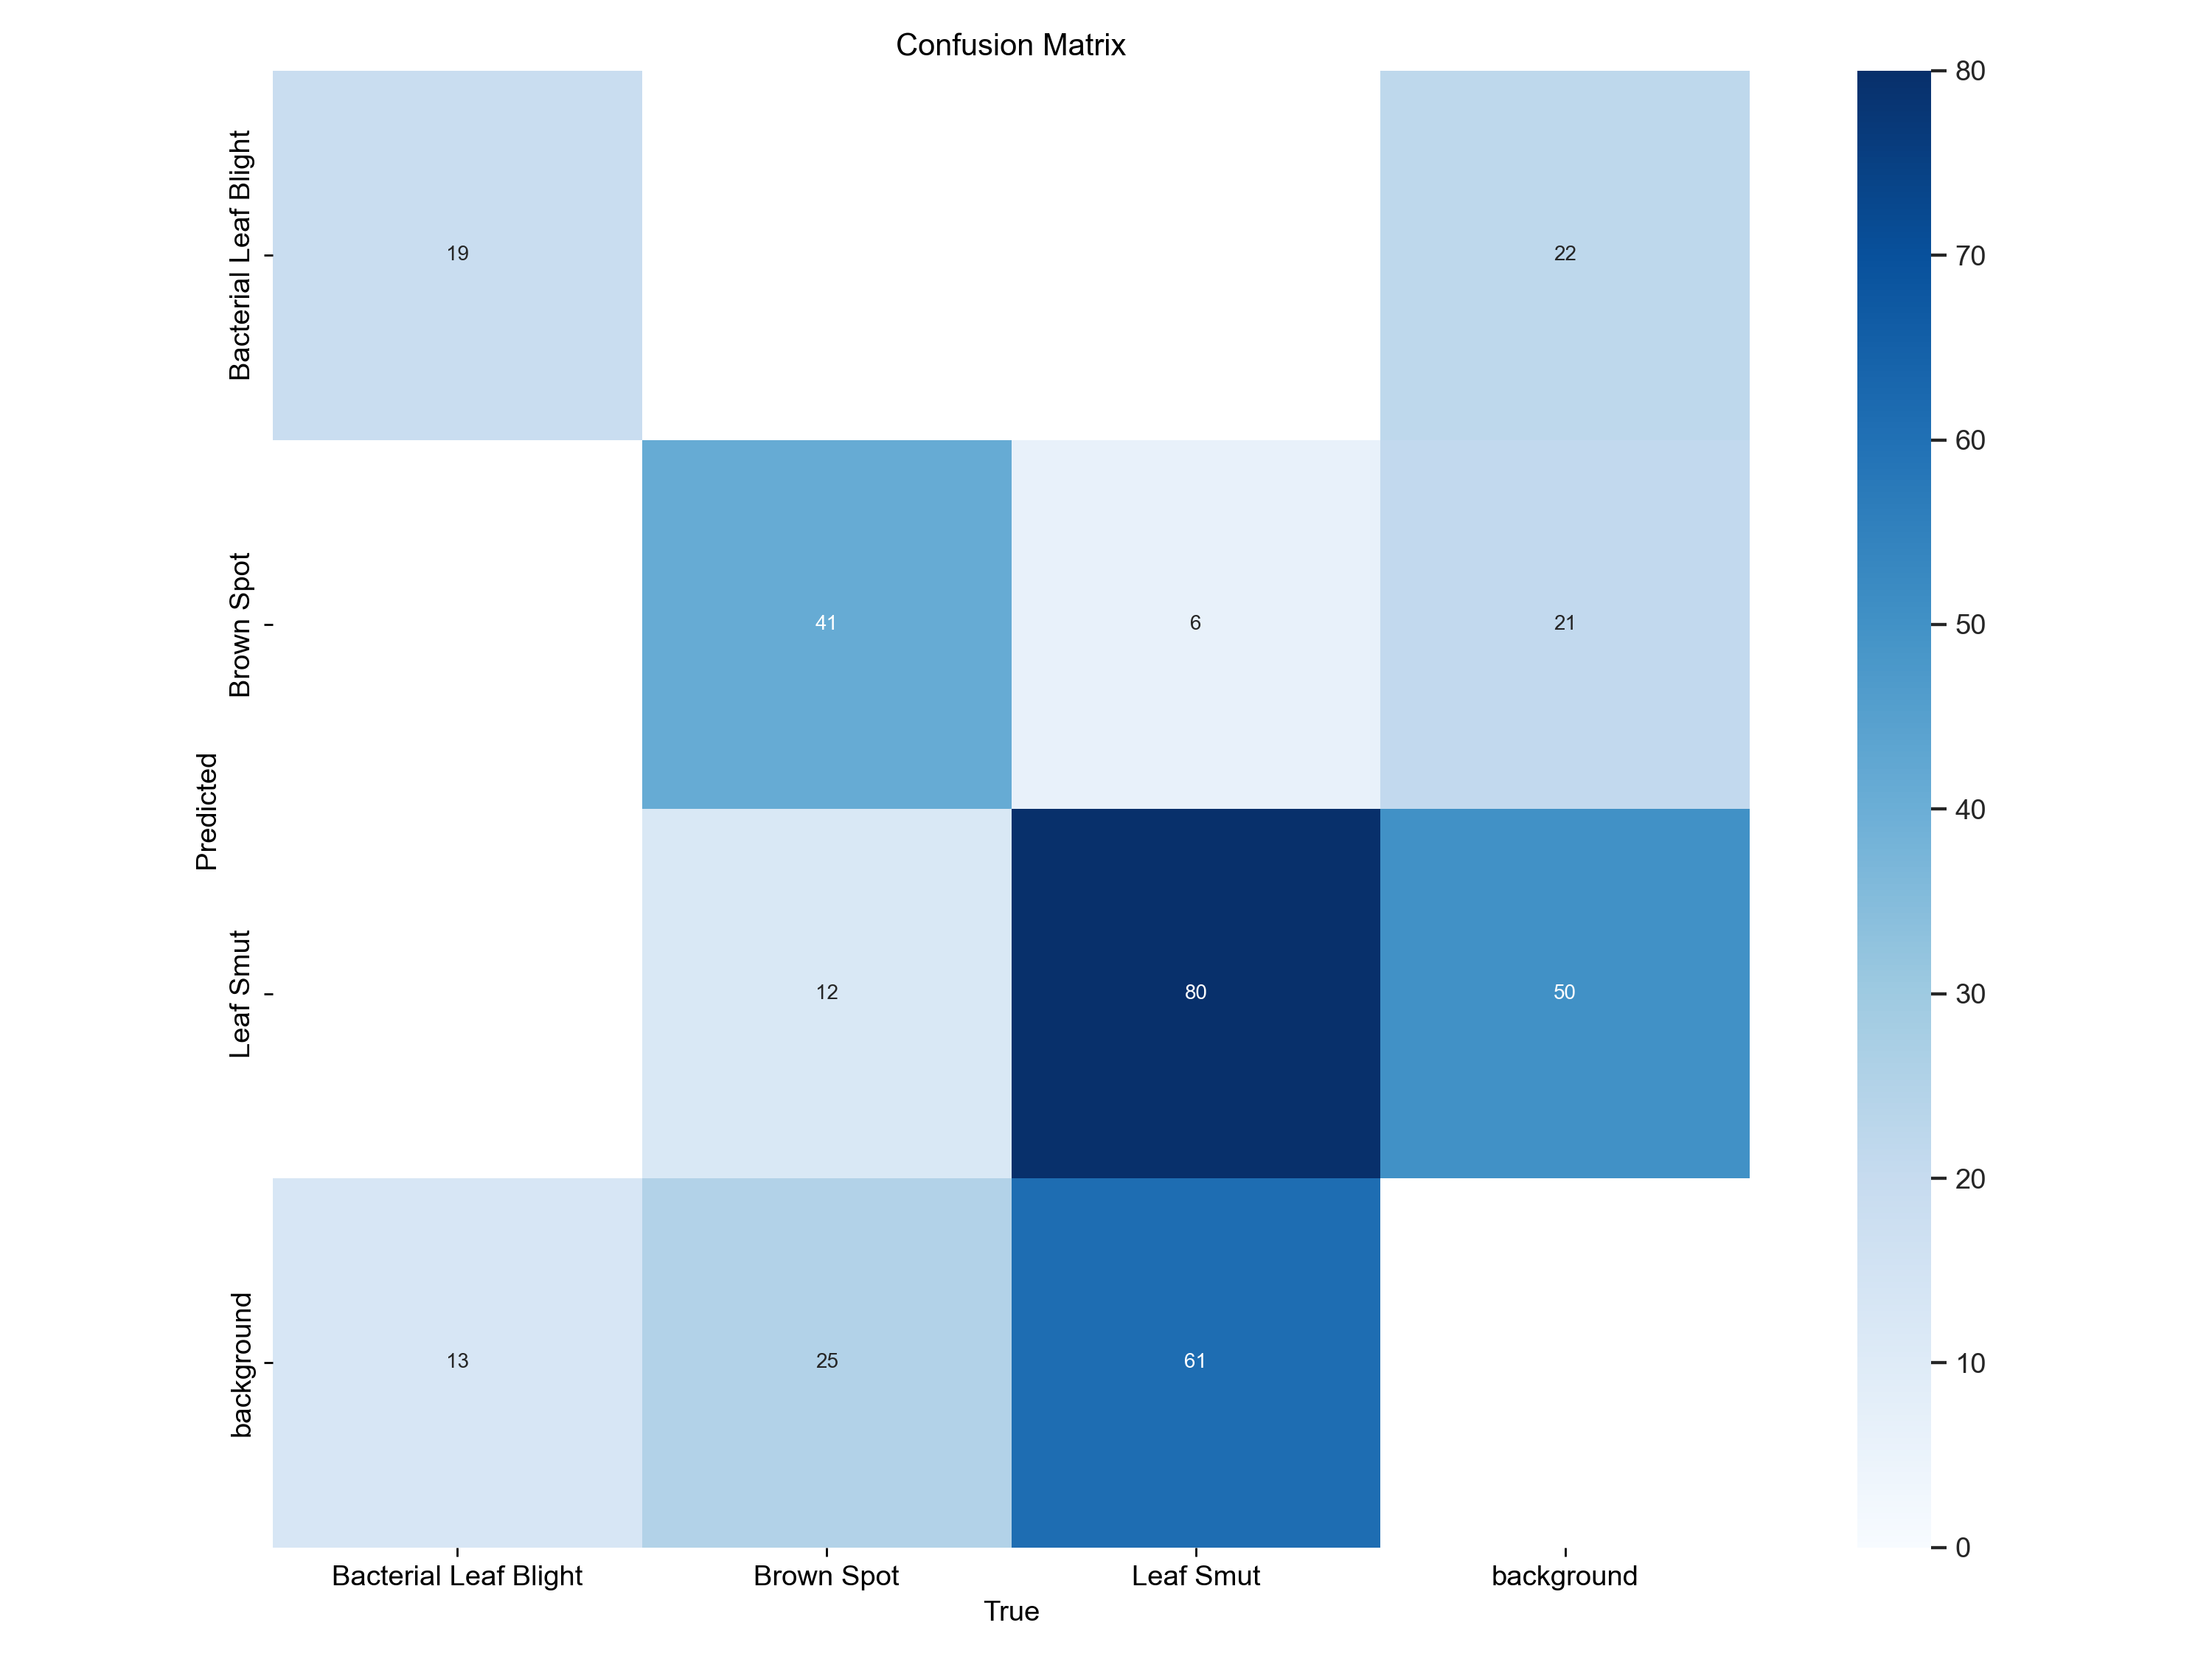 Confusion Matrix
Predicted
Bacterial Leaf Blight
19
22
Brown Spot
41
6
21
Leaf Smut
12
80
50
background
13
25
61
Bacterial Leaf Blight
Brown Spot
Leaf Smut
background
True
80
70
60
50
40
30
20
10
0